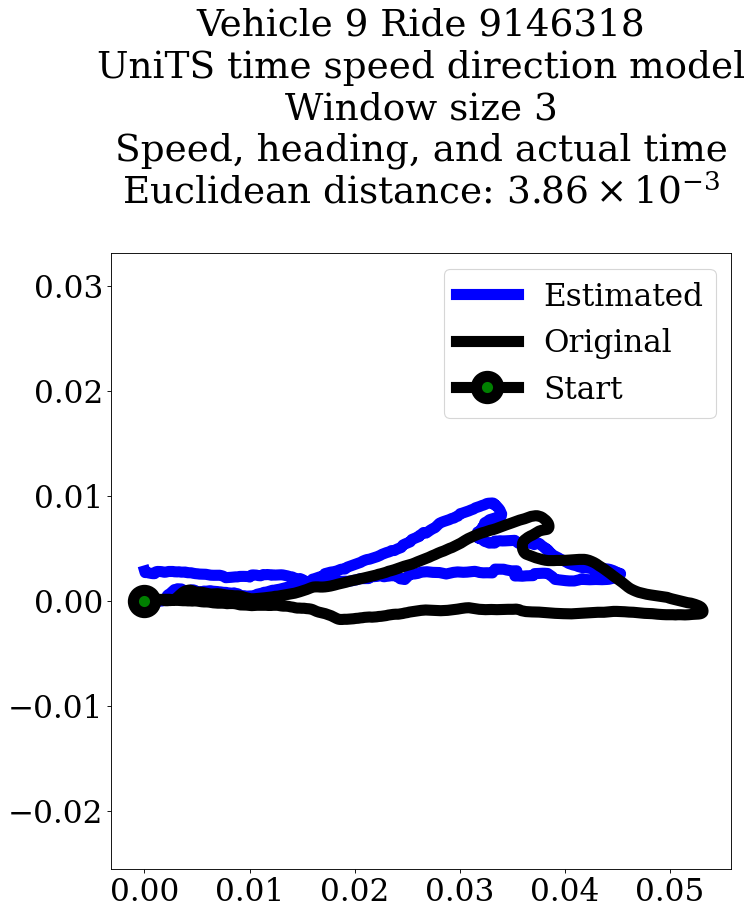 Vehicle 9 Ride 9146318
UniTS time speed direction model
Window size 3
Speed, heading, and actual time
Euclidean distance: 3.86 × 10⁻³
Estimated
Original
Start
0.03
0.02
0.01
0.00
−0.01
−0.02
0.00 0.01 0.02 0.03 0.04 0.05